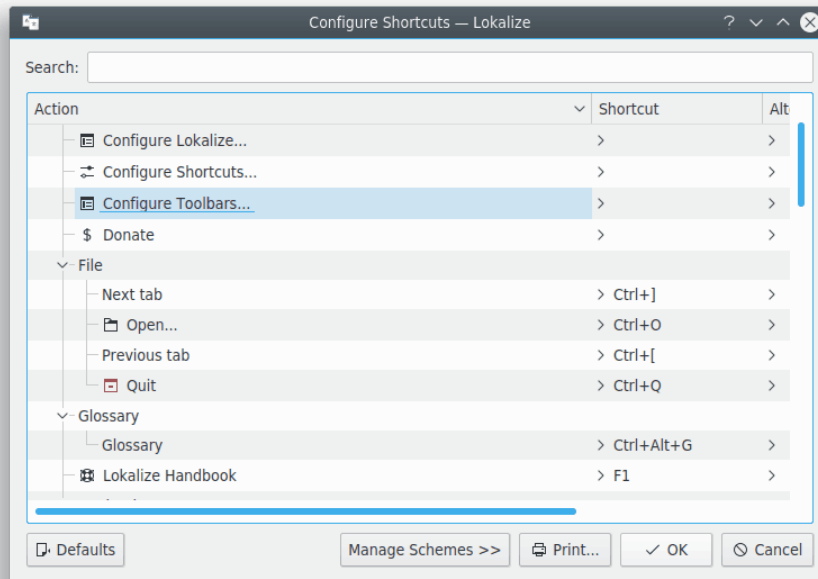 Configure Shortcuts — Lokalize
Search:
Action Shortcut Alt
Configure Lokalize...
Configure Shortcuts...
Configure Toolbars...
$ Donate
File
Next tab Ctrl+]
Open... Ctrl+O
Previous tab Ctrl+[
Quit Ctrl+Q
Glossary
Glossary Ctrl+Alt+G
Lokalize Handbook F1
Defaults Manage Schemes >> Print... OK Cancel